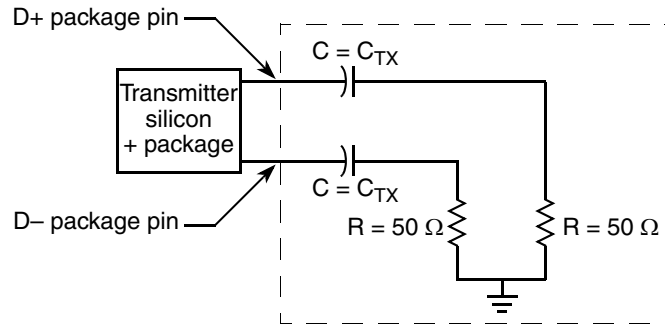 D+ package pin
C = CTX
Transmitter
silicon
+ package
C = CTX
D– package pin
R = 50 Ω
R = 50 Ω